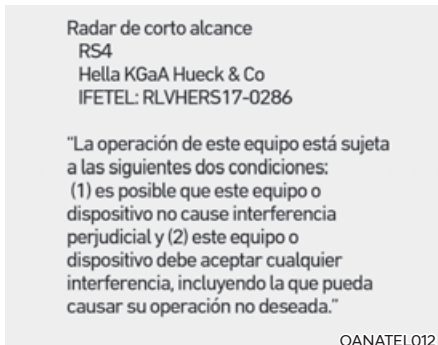 Radar de corto alcance
RS4
Hella KGaA Hueck & Co
IFETEL: RLVHERS17-0286
“La operación de este equipo está sujeta
a las siguientes dos condiciones:
(1) es posible que este equipo o
dispositivo no cause interferencia
perjudicial y (2) este equipo o
dispositivo debe aceptar cualquier
interferencia, incluyendo la que pueda
causar su operación no deseada.”
OANATEL012